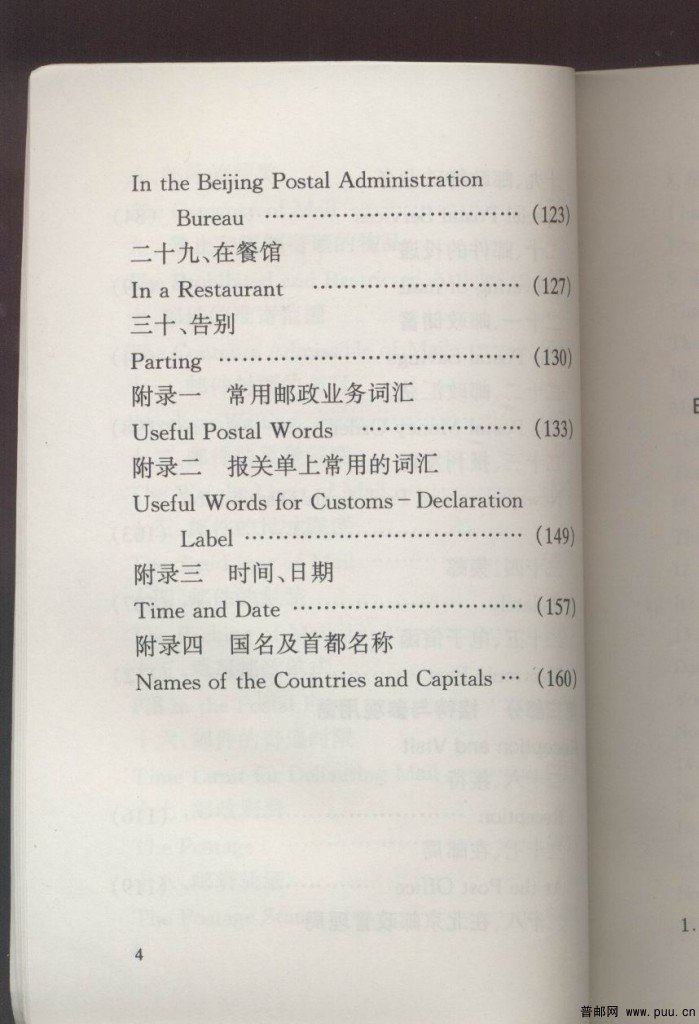 In the Beijing Postal Administration
Bureau ································ (123)
二十九、在餐馆
In a Restaurant ·························· (127)
三十、告别
Parting ······································ (130)
附录一 常用邮政业务词汇
Useful Postal Words ······················· (133)
附录二 报关单上常用的词汇
Useful Words for Customs－Declaration
Label ··································· (149)
附录三 时间、日期
Time and Date ····························· (157)
附录四 国名及首都名称
Names of the Countries and Capitals ··· (160)
4
1.
普邮网 www.puu.cn